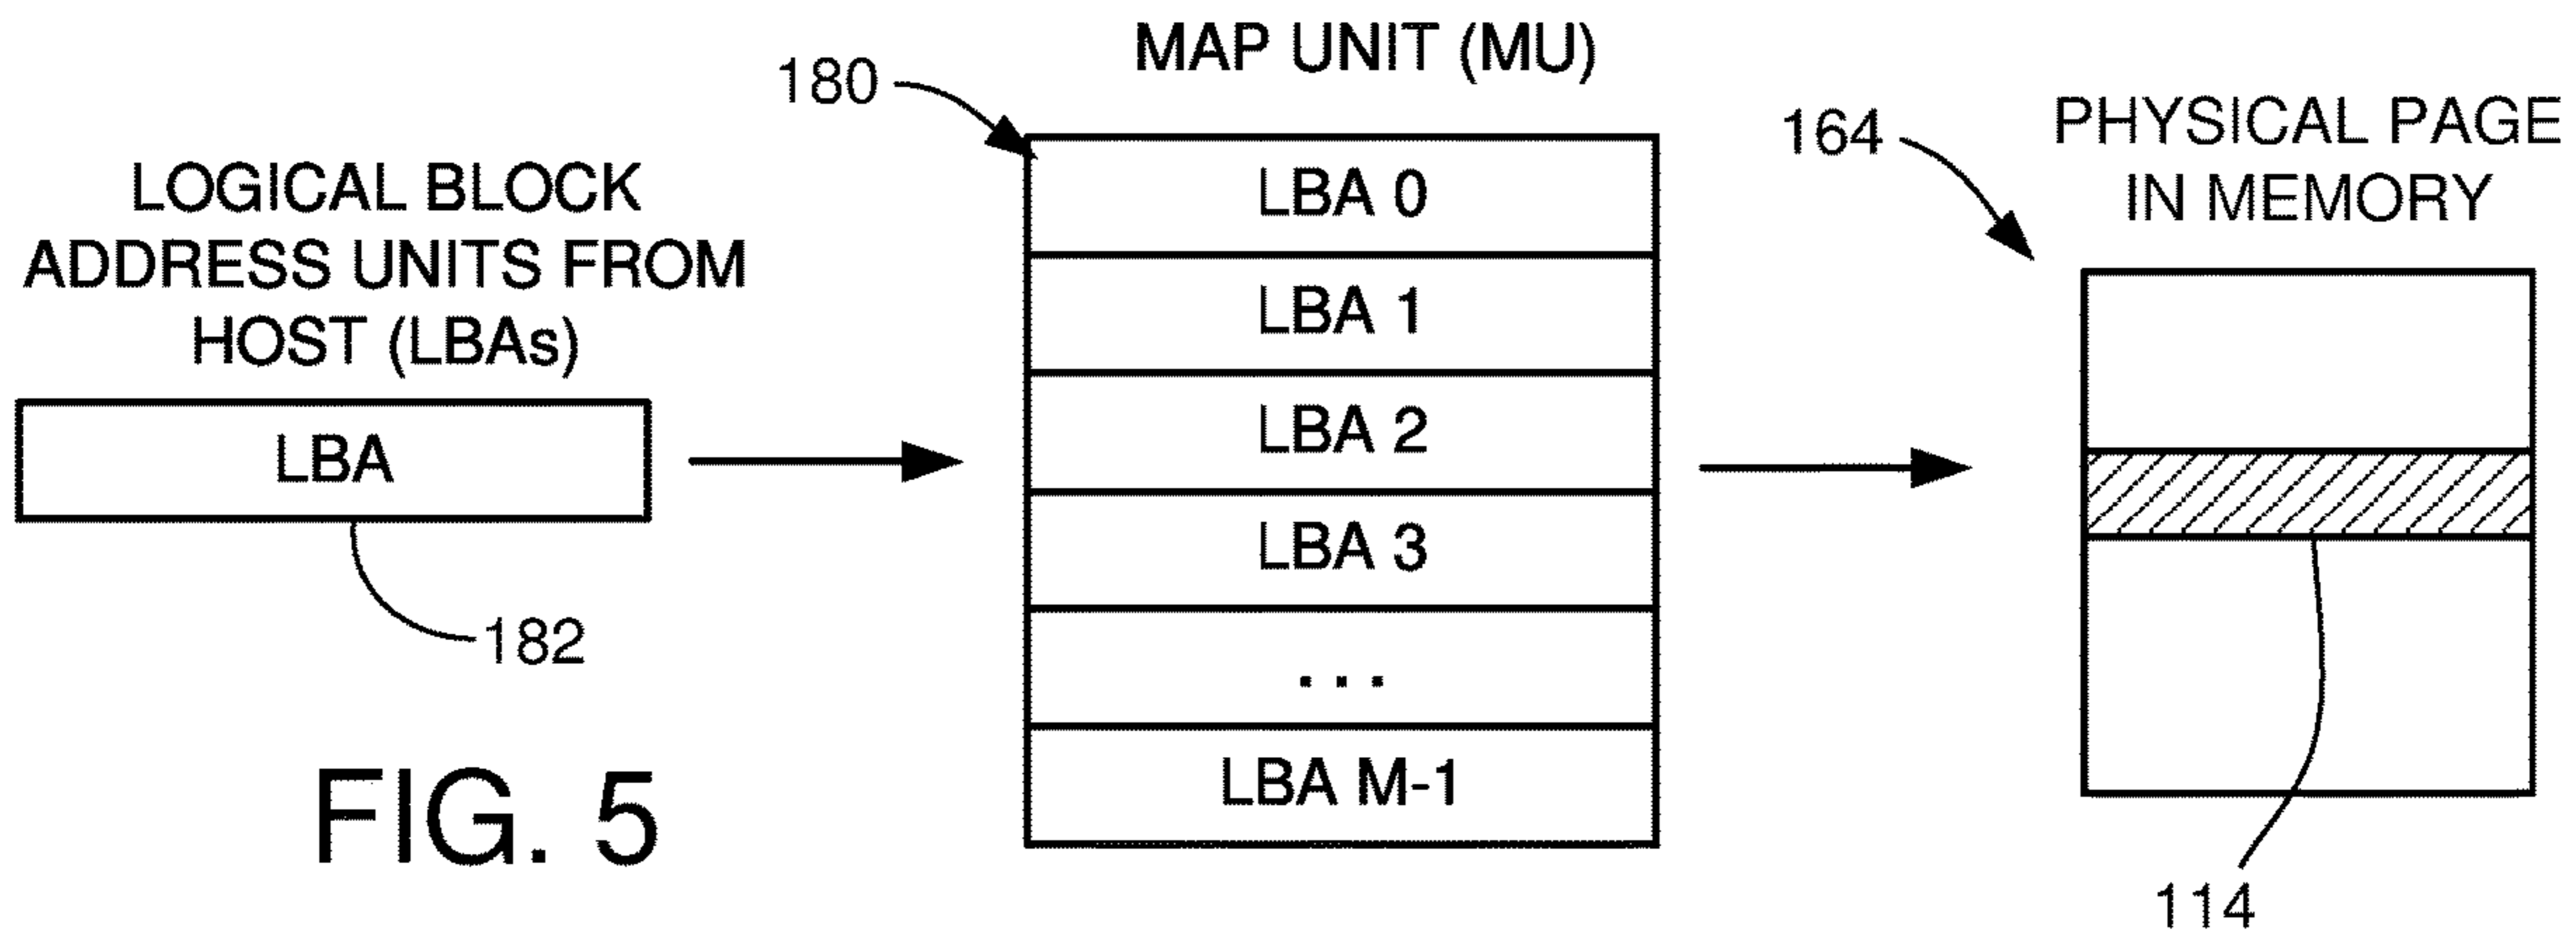 LOGICAL BLOCK
ADDRESS UNITS FROM
HOST (LBAs)
LBA
182
MAP UNIT (MU)
180
LBA 0
LBA 1
LBA 2
LBA 3
...
LBA M-1
PHYSICAL PAGE
IN MEMORY
164
114
FIG. 5